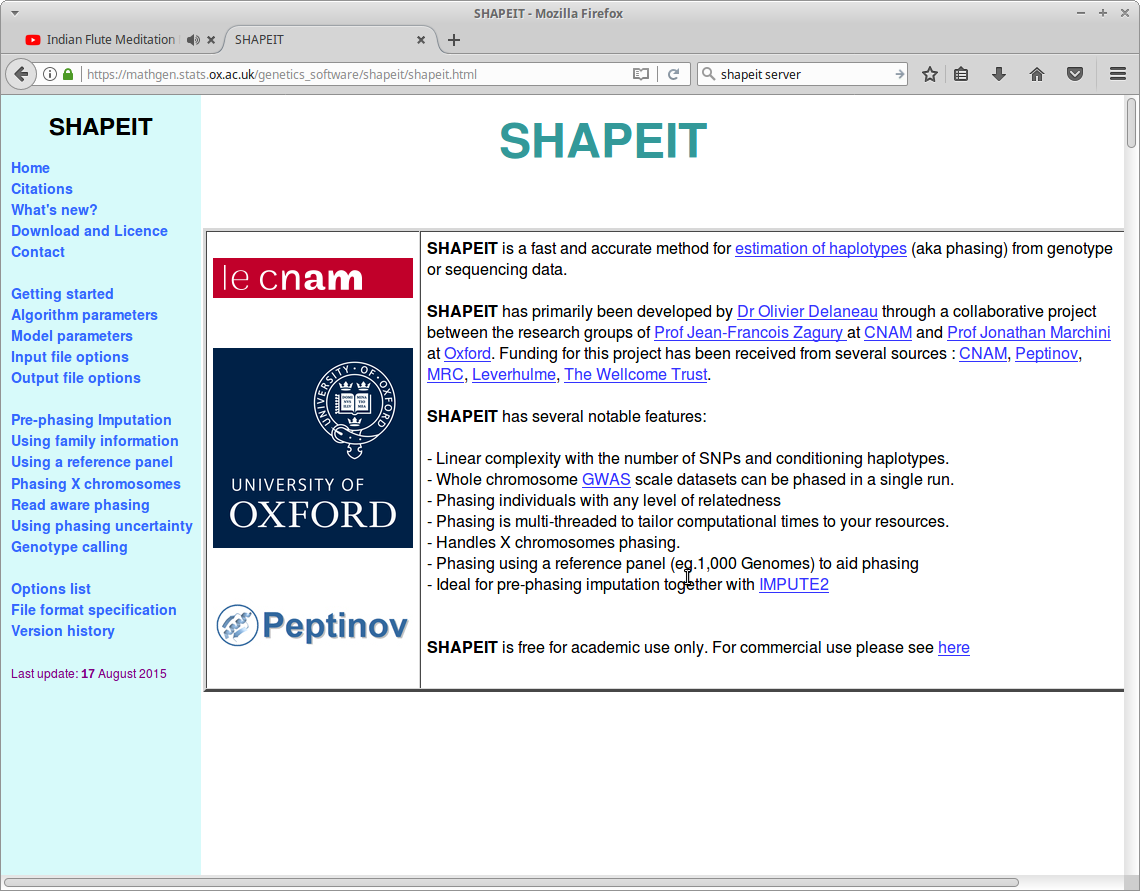 SHAPEIT - Mozilla Firefox
Indian Flute Meditation
SHAPEIT
https://mathgen.stats.ox.ac.uk/genetics_software/shapeit/shapeit.html
shapeit server
SHAPEIT
Home
Citations
What's new?
Download and Licence
Contact
Getting started
Algorithm parameters
Model parameters
Input file options
Output file options
Pre-phasing Imputation
Using family information
Using a reference panel
Phasing X chromosomes
Read aware phasing
Using phasing uncertainty
Genotype calling
Options list
File format specification
Version history
Last update: 17 August 2015
SHAPEIT
le cnam
UNIVERSITY OF OXFORD
UNIVERSITY OF
OXFORD
Peptinov
SHAPEIT is a fast and accurate method for estimation of haplotypes (aka phasing) from genotype
or sequencing data.
SHAPEIT has primarily been developed by Dr Olivier Delaneau through a collaborative project
between the research groups of Prof Jean-Francois Zagury at CNAM and Prof Jonathan Marchini
at Oxford. Funding for this project has been received from several sources : CNAM, Peptinov,
MRC, Leverhulme, The Wellcome Trust.
SHAPEIT has several notable features:
- Linear complexity with the number of SNPs and conditioning haplotypes.
- Whole chromosome GWAS scale datasets can be phased in a single run.
- Phasing individuals with any level of relatedness
- Phasing is multi-threaded to tailor computational times to your resources.
- Handles X chromosomes phasing.
- Phasing using a reference panel (eg.1,000 Genomes) to aid phasing
- Ideal for pre-phasing imputation together with IMPUTE2
SHAPEIT is free for academic use only. For commercial use please see here